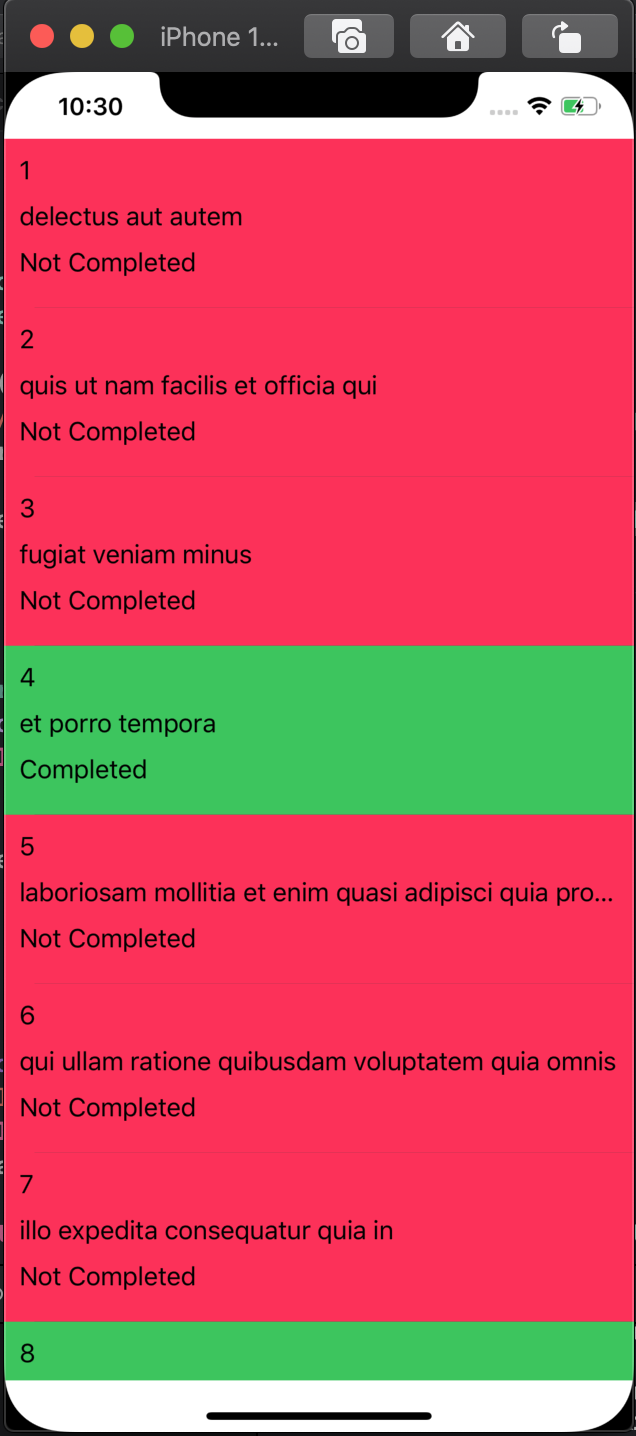 iPhone 1...
10:30
1
delectus aut autem
Not Completed
2
quis ut nam facilis et officia qui
Not Completed
3
fugiat veniam minus
Not Completed
4
et porro tempora
Completed
5
laboriosam mollitia et enim quasi adipisci quia pro...
Not Completed
6
qui ullam ratione quibusdam voluptatem quia omnis
Not Completed
7
illo expedita consequatur quia in
Not Completed
8